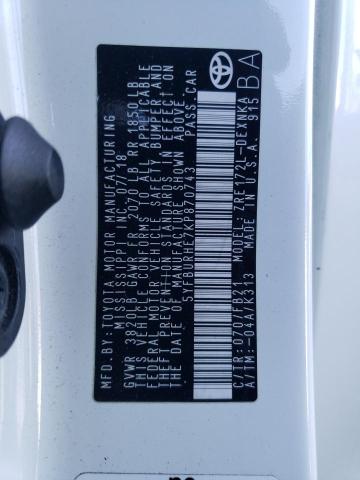 MFD. BY: TOYOTA MOTOR MANUFACTURING
MISSISSIPPI INC. 07/18
GVWR 3820LB GAWR FR 2070 LB RR 1850 LB
THIS VEHICLE CONFORMS TO ALL APPLICABLE
FEDERAL MOTOR VEHICLE SAFETY BUMPER AND
THEFT PREVENTION STANDARDS IN EFFECT ON
THE DATE OF MANUFACTURE SHOWN ABOVE.
5YFBURHE7KP870743 PASS.CAR
C/TR: 0200/FB21 MODEL: ZRE172L-DEXNKA
A/TI: -04A/K313 MADE IN U.S.A. 915
BA